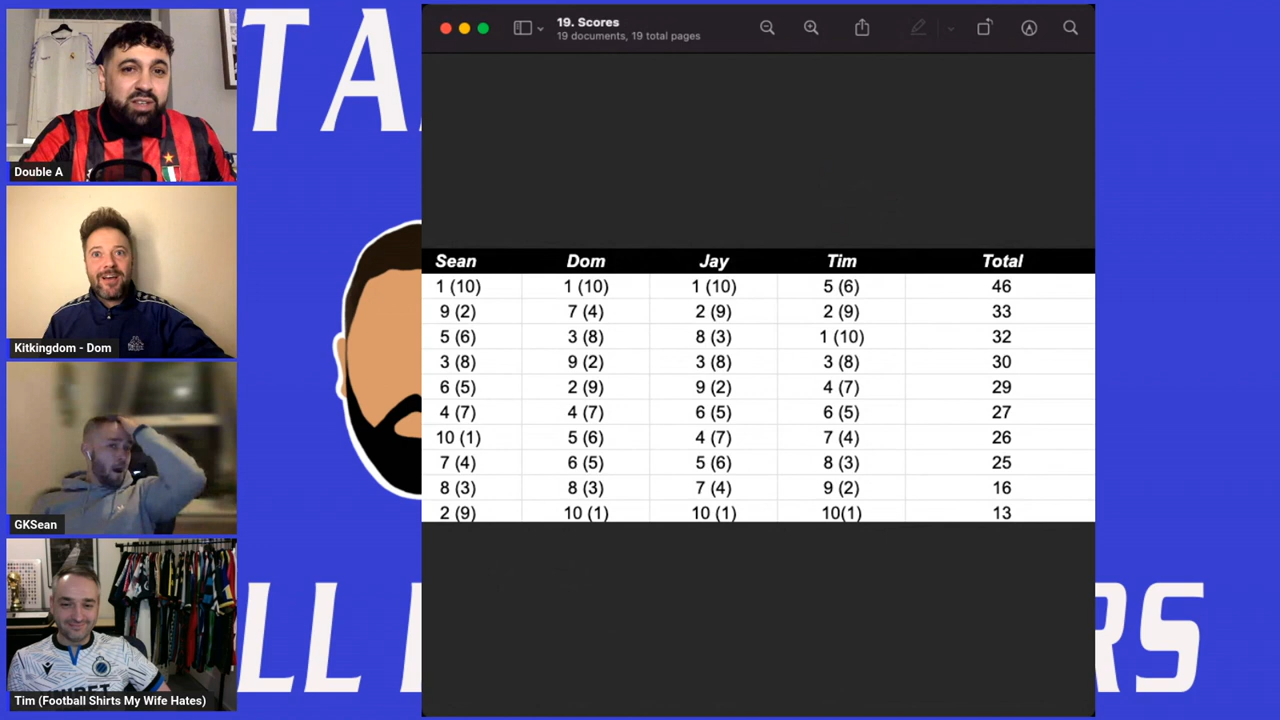 TA
Double A
Kitkingdom - Dom
GKSean
Tim (Football Shirts My Wife Hates)
19. Scores
19 documents, 19 total pages
Sean Dom Jay Tim Total
1 (10) 1 (10) 1 (10) 5 (6) 46
9 (2) 7 (4) 2 (9) 2 (9) 33
5 (6) 3 (8) 8 (3) 1 (10) 32
3 (8) 9 (2) 3 (8) 3 (8) 30
6 (5) 2 (9) 9 (2) 4 (7) 29
4 (7) 4 (7) 6 (5) 6 (5) 27
10 (1) 5 (6) 4 (7) 7 (4) 26
7 (4) 6 (5) 5 (6) 8 (3) 25
8 (3) 8 (3) 7 (4) 9 (2) 16
2 (9) 10 (1) 10 (1) 10(1) 13
LL RS